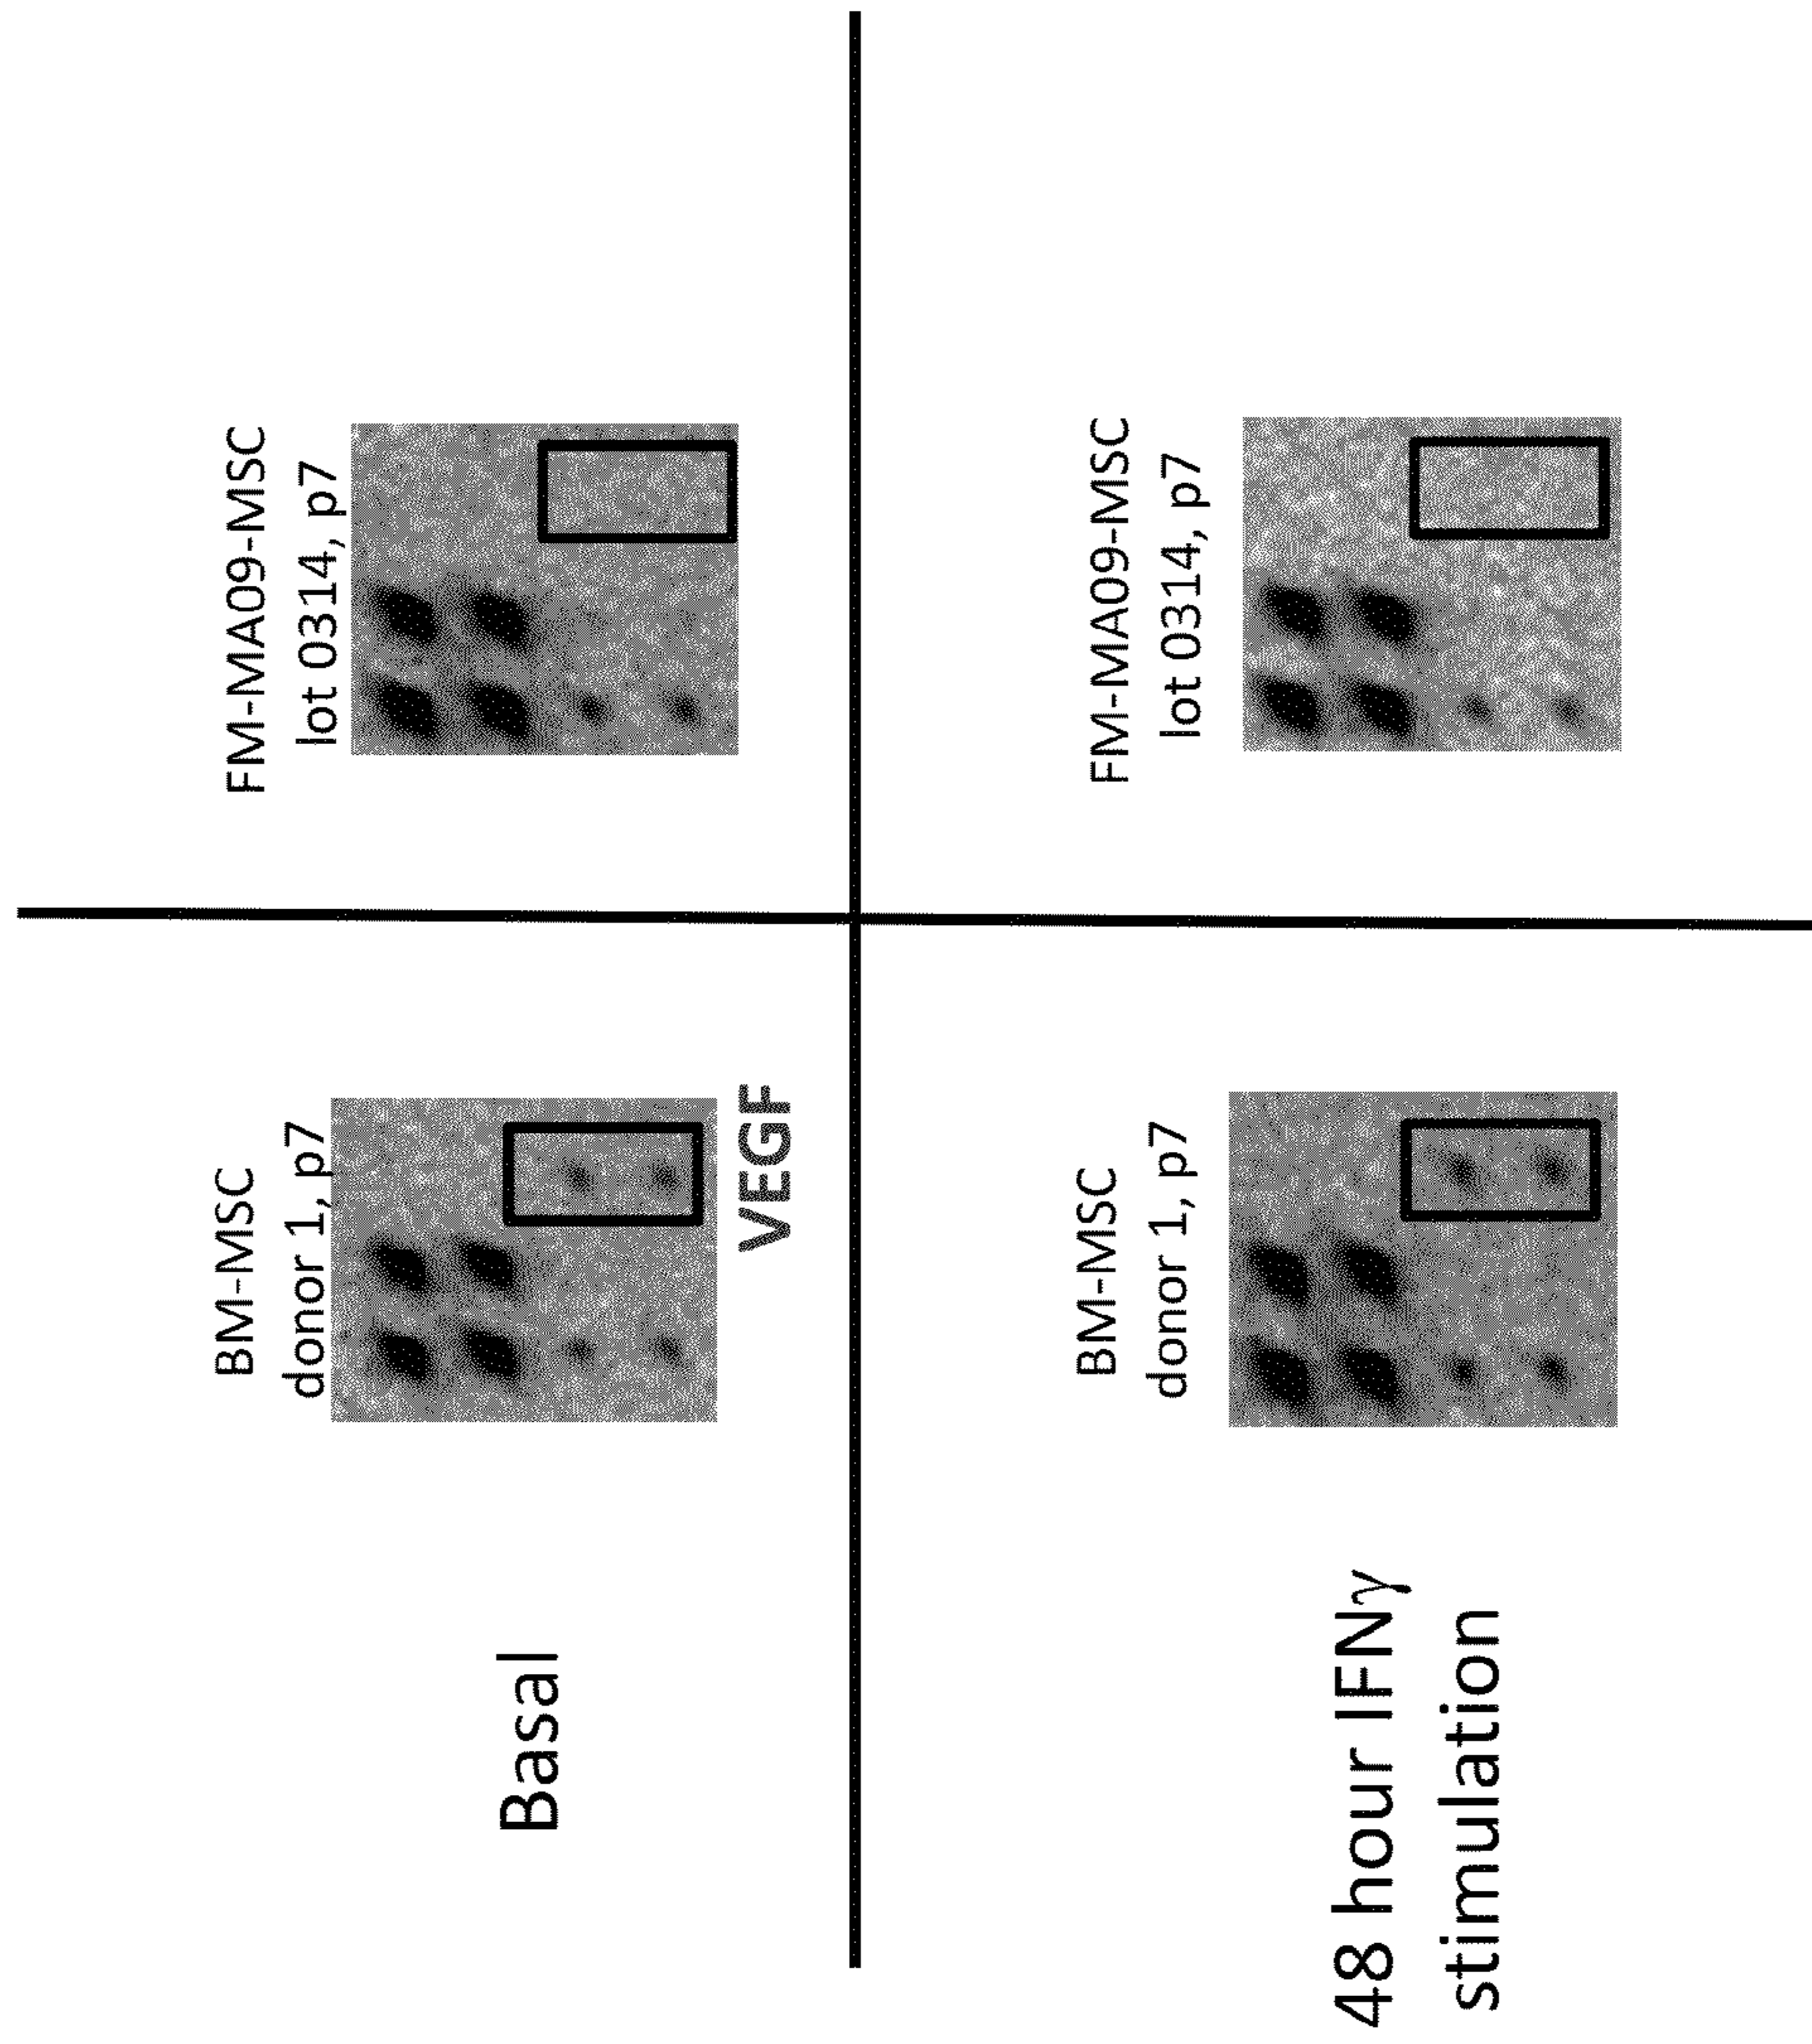 BM-MSC
donor 1, p7
FM-MA09-MSC
lot 0314, p7
Basal
VEGF
BM-MSC
donor 1, p7
FM-MA09-MSC
lot 0314, p7
48 hour IFNγ
stimulation